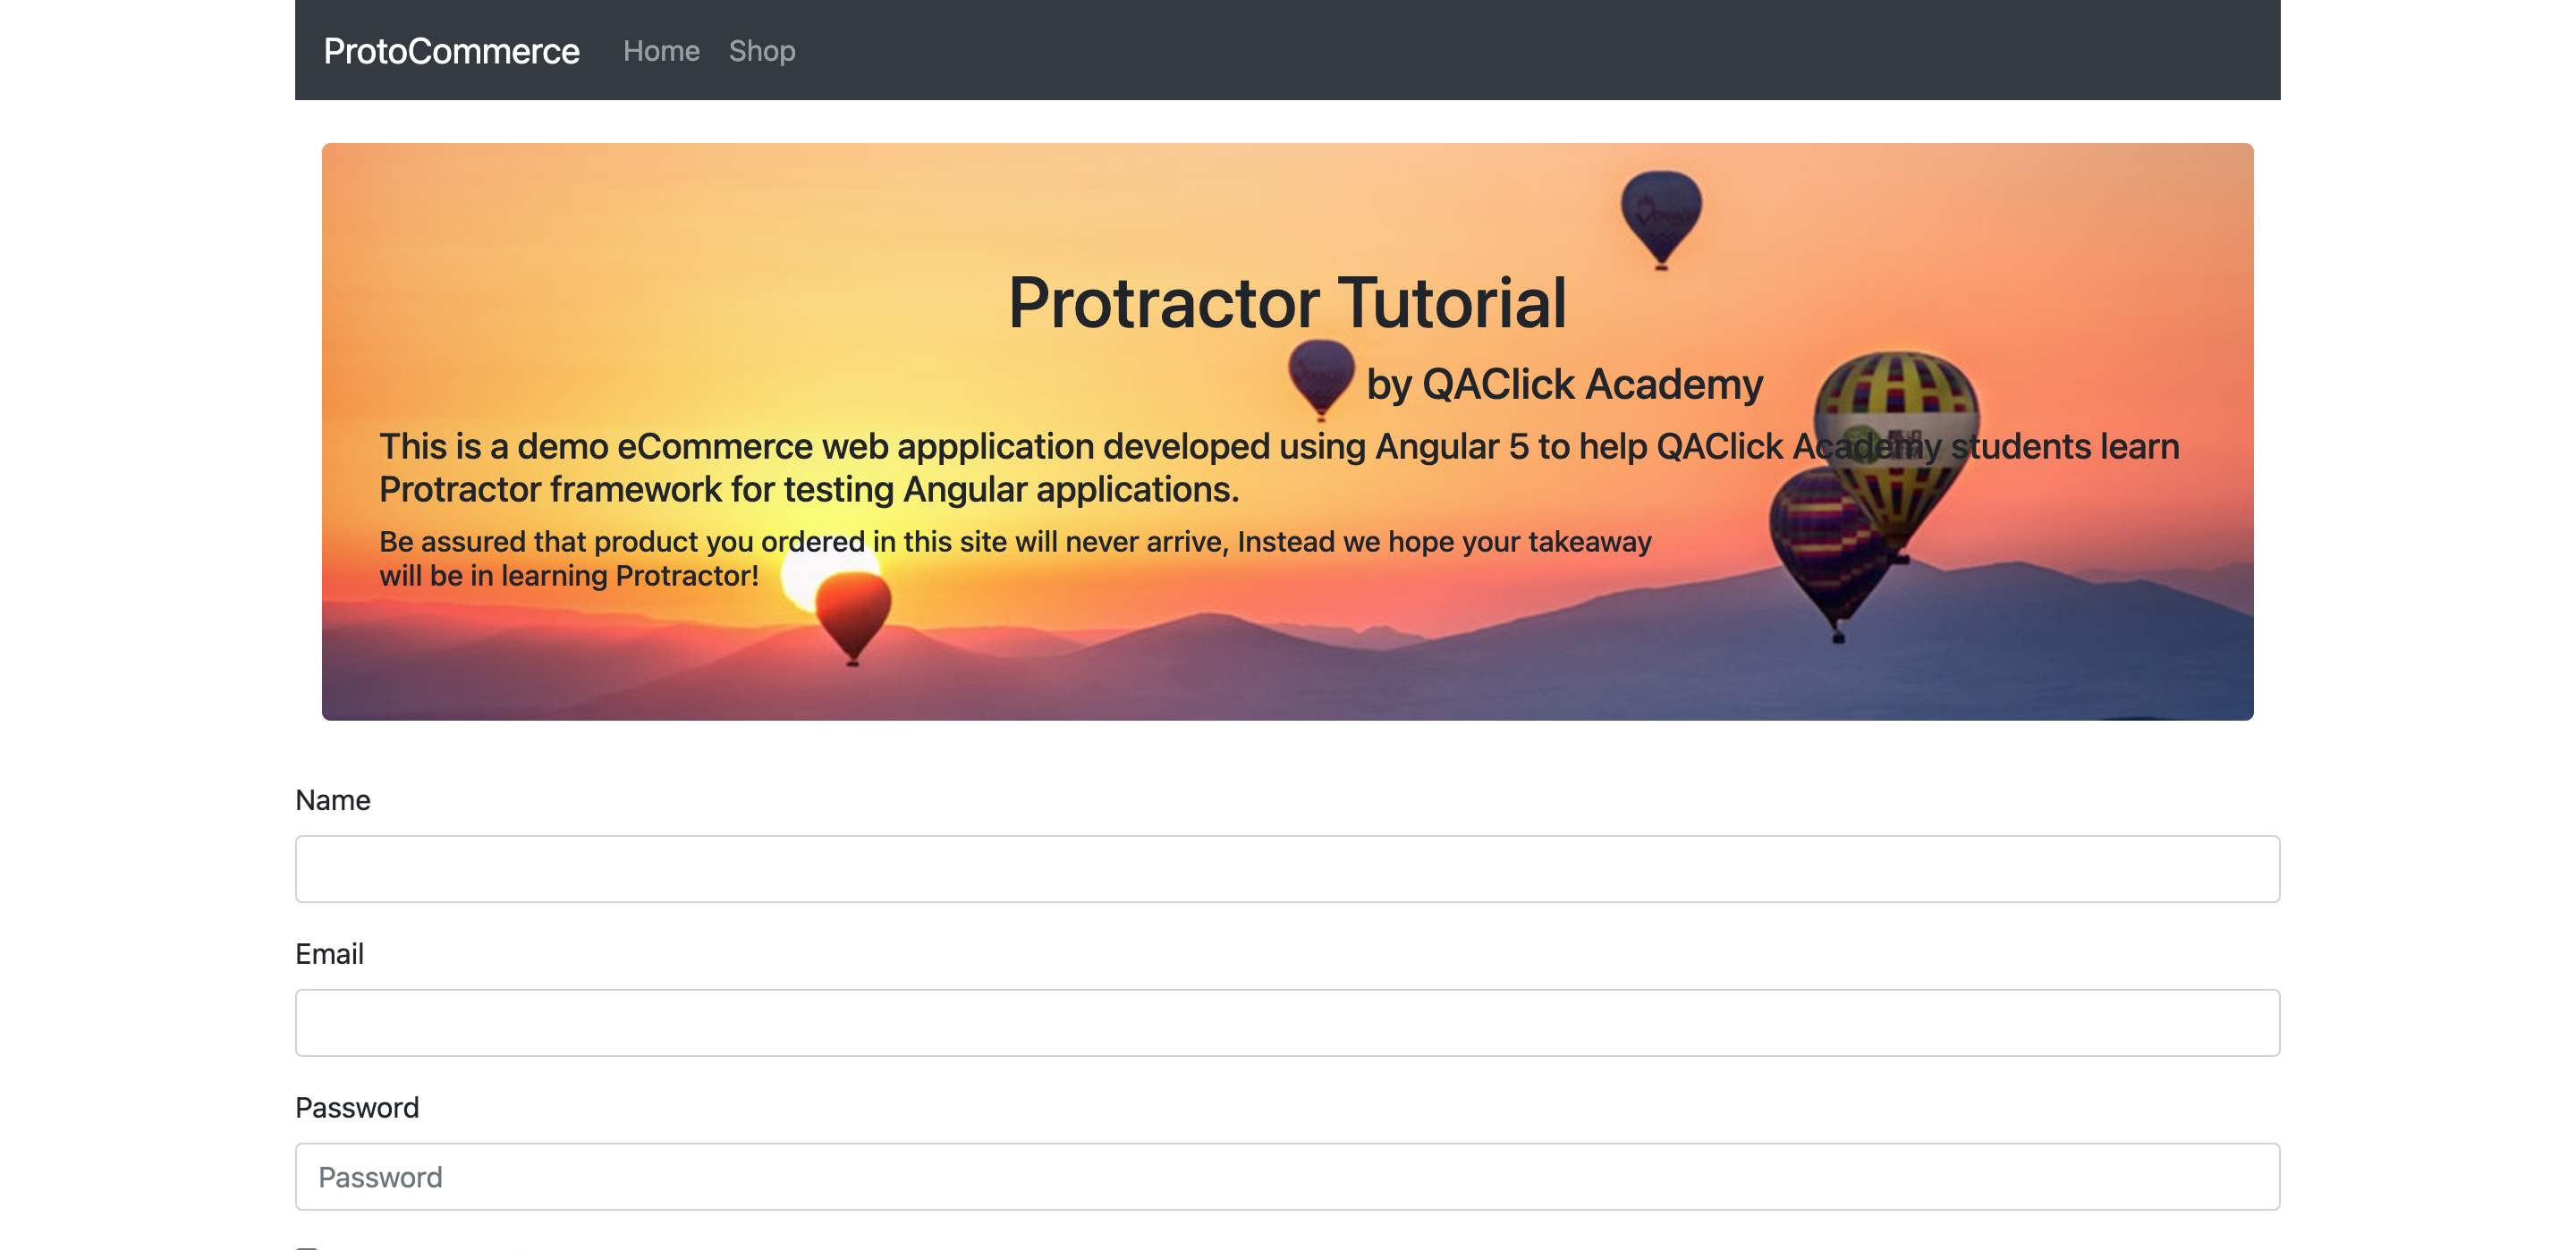 ProtoCommerce Home Shop
Protractor Tutorial
by QAClick Academy
This is a demo eCommerce web appplication developed using Angular 5 to help QAClick Academy students learn
Protractor framework for testing Angular applications.
Be assured that product you ordered in this site will never arrive, Instead we hope your takeaway
will be in learning Protractor!
Name
Email
Password
Password